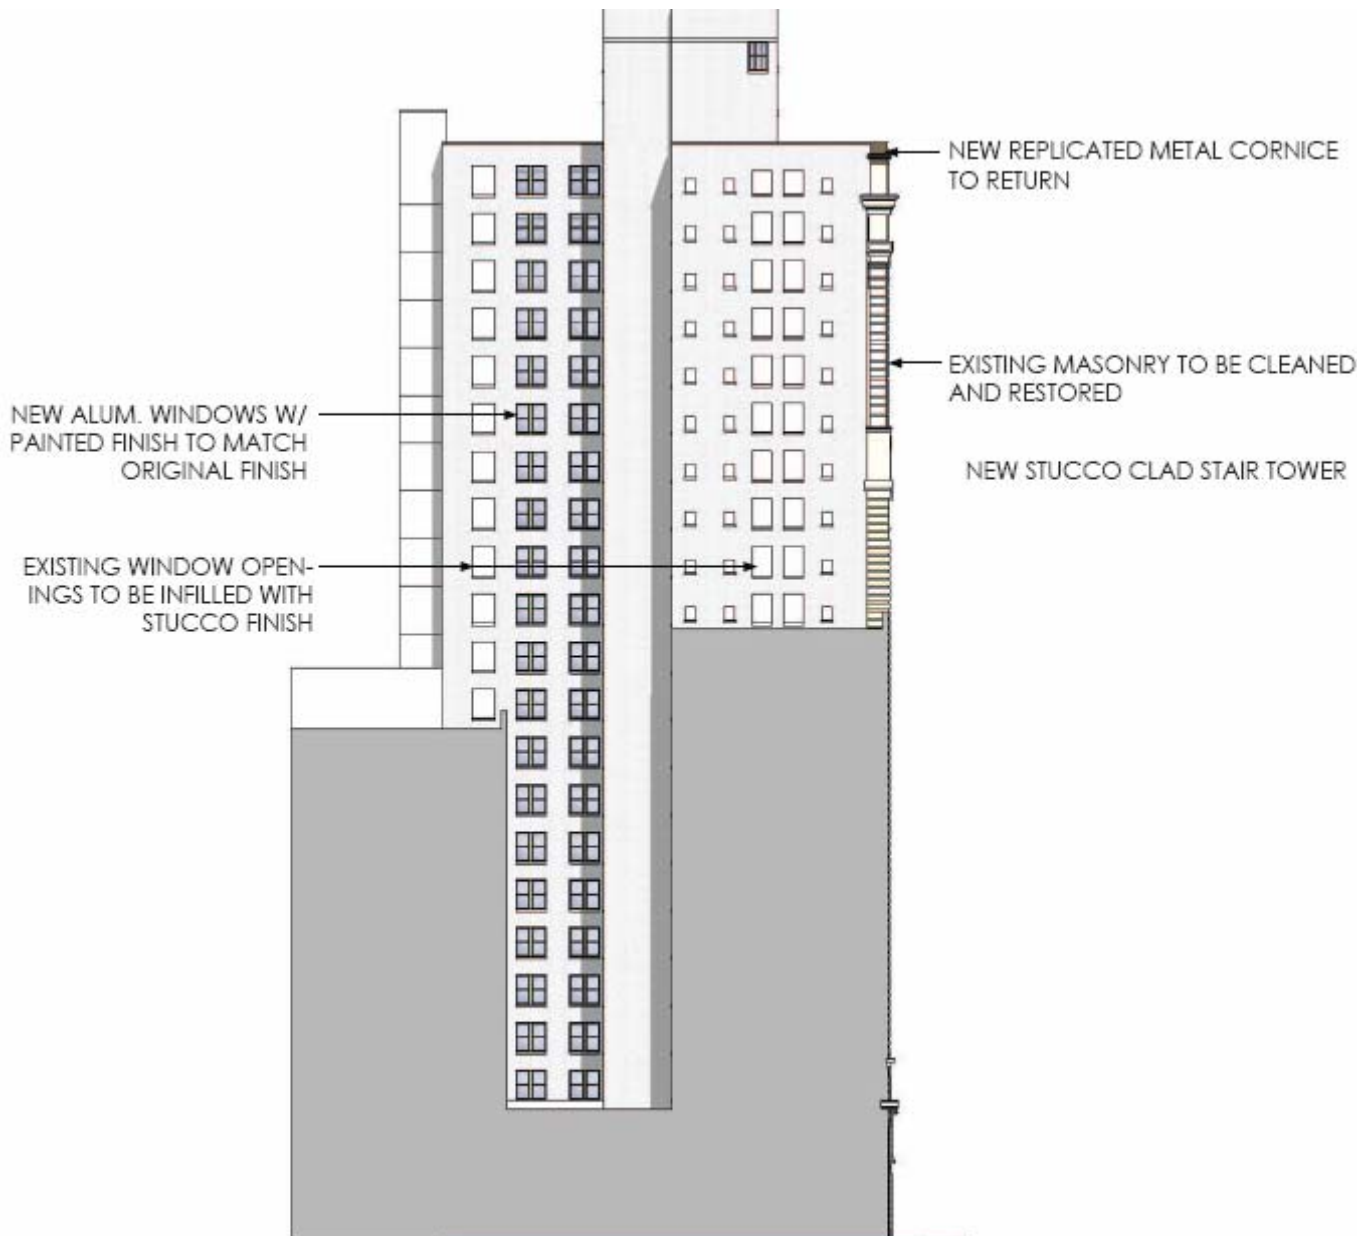 NEW REPLICATED METAL CORNICE
TO RETURN
EXISTING MASONRY TO BE CLEANED
AND RESTORED
NEW ALUM. WINDOWS W/
PAINTED FINISH TO MATCH
ORIGINAL FINISH
NEW STUCCO CLAD STAIR TOWER
EXISTING WINDOW OPEN-
INGS TO BE INFILLED WITH
STUCCO FINISH